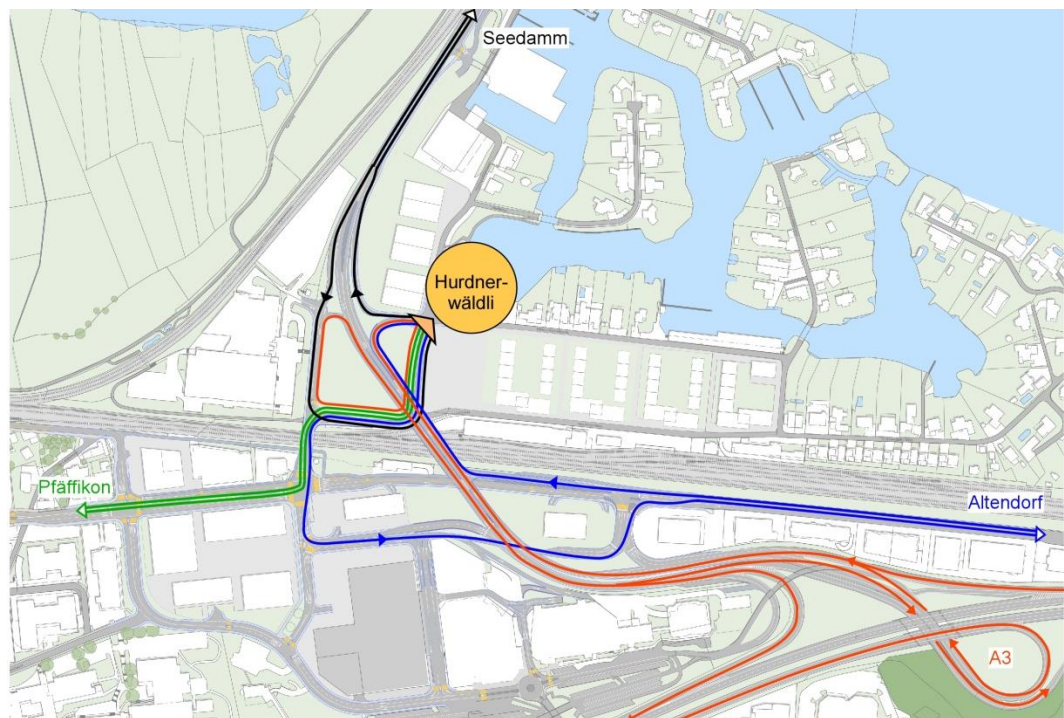 Seedamm
Hurdner-
wäldli
Pfäffikon
Altendorf
A3